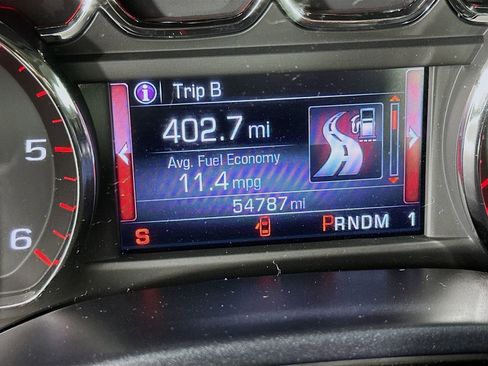 Trip B
402.7 mi
Avg. Fuel Economy
11.4 mpg
54787 mi
S
PRNDM 1
5
6